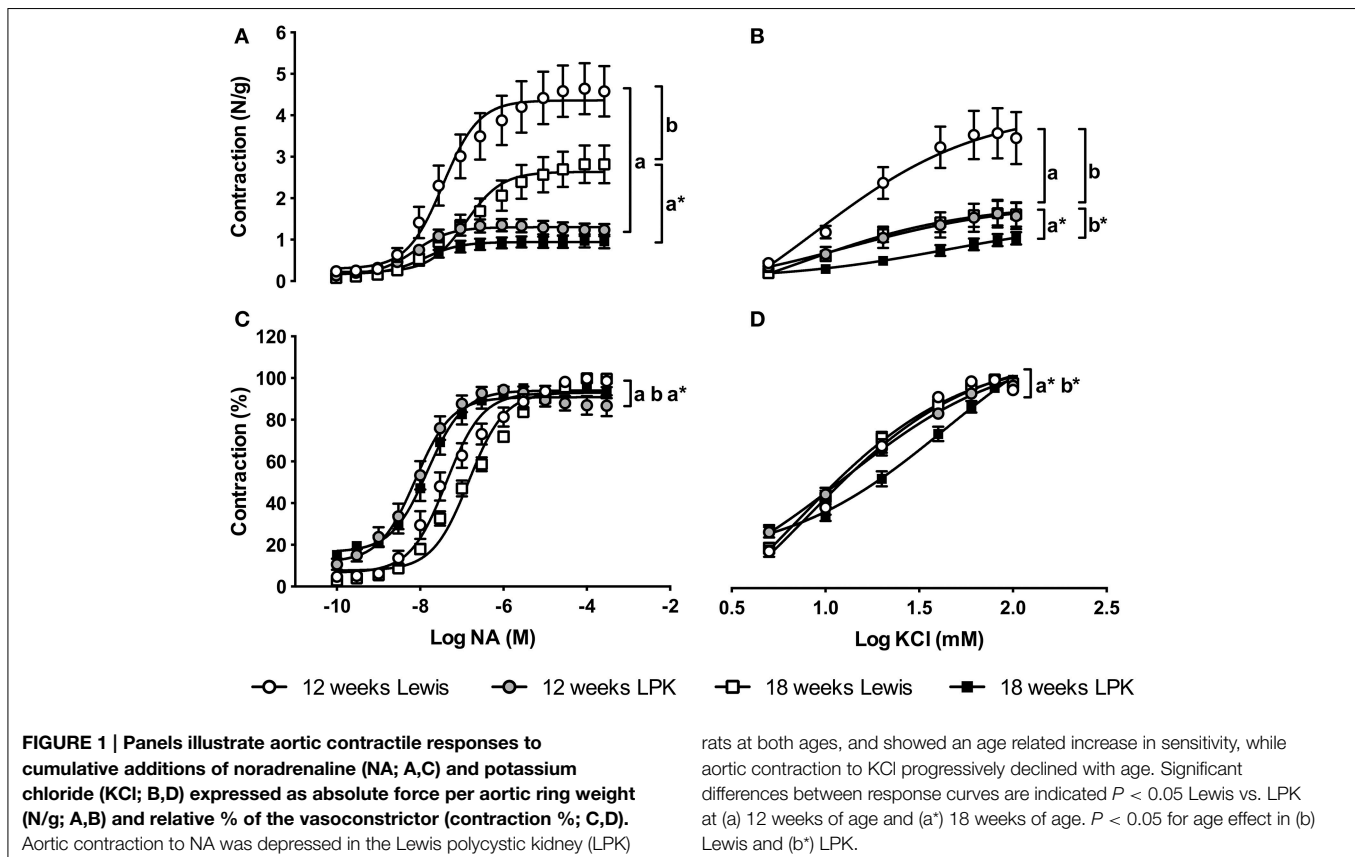 A
6
5
4
3
2
1
0
Contraction (N/g)
b
a
a*
B
Contraction (N/g)
a
b
a*
b*
C
120
100
80
60
40
20
0
Contraction (%)
a b a*
-10
-8
-6
-4
-2
Log NA (M)
D
a* b*
0.5
1.0
1.5
2.0
2.5
Log KCl (mM)
12 weeks Lewis
12 weeks LPK
18 weeks Lewis
18 weeks LPK
FIGURE 1 | Panels illustrate aortic contractile responses to
cumulative additions of noradrenaline (NA; A,C) and potassium
chloride (KCl; B,D) expressed as absolute force per aortic ring weight
(N/g; A,B) and relative % of the vasoconstrictor (contraction %; C,D).
Aortic contraction to NA was depressed in the Lewis polycystic kidney (LPK)
rats at both ages, and showed an age related increase in sensitivity, while
aortic contraction to KCl progressively declined with age. Significant
differences between response curves are indicated P < 0.05 Lewis vs. LPK
at (a) 12 weeks of age and (a*) 18 weeks of age. P < 0.05 for age effect in (b)
Lewis and (b*) LPK.